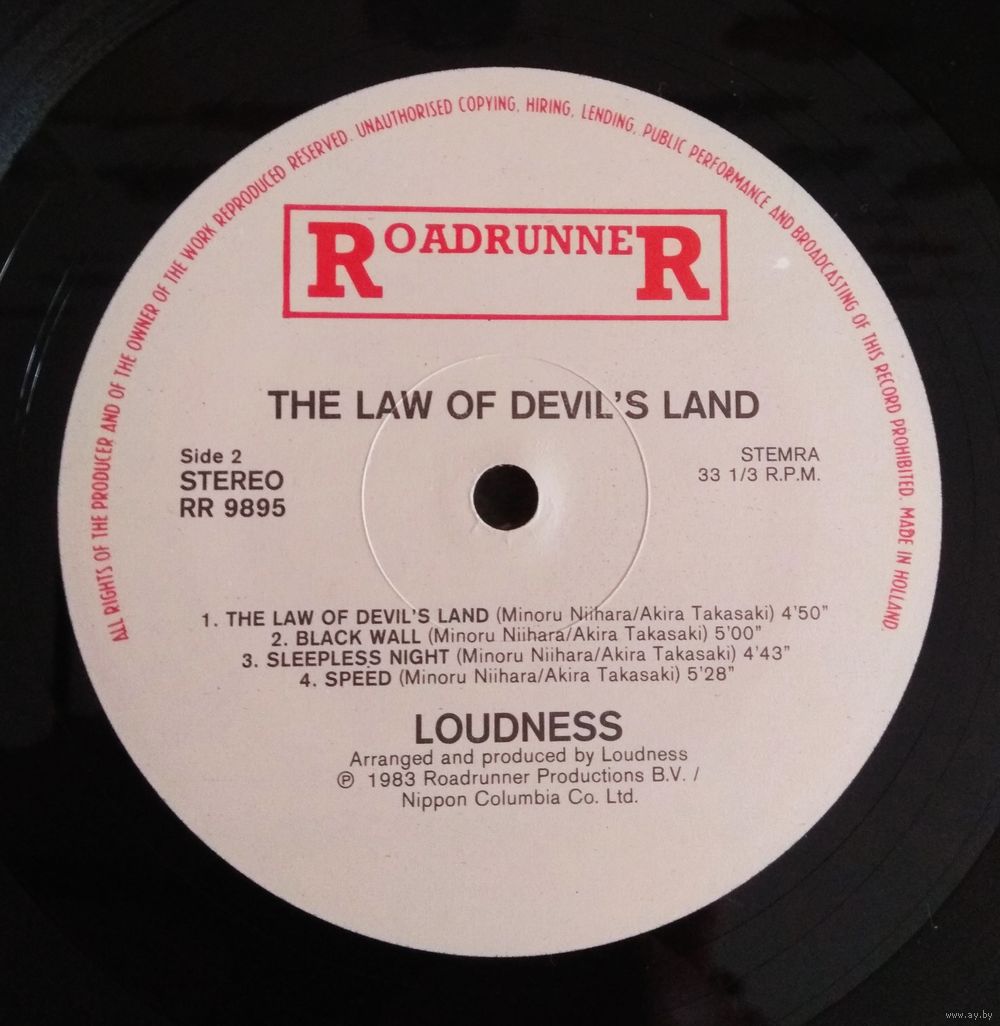 ALL RIGHTS OF THE PRODUCER AND OF THE OWNER OF THE WORK REPRODUCED RESERVED. UNAUTHORISED COPYING, HIRING, LENDING, PUBLIC PERFORMANCE AND BROADCASTING OF THIS RECORD PROHIBITED. MADE IN HOLLAND.
ROADRUNNER
THE LAW OF DEVIL'S LAND
Side 2
STEREO
RR 9895
STEMRA
33 1/3 R.P.M.
1. THE LAW OF DEVIL'S LAND (Minoru Niihara/Akira Takasaki) 4'50"
2. BLACK WALL (Minoru Niihara/Akira Takasaki) 5'00"
3. SLEEPLESS NIGHT (Minoru Niihara/Akira Takasaki) 4'43"
4. SPEED (Minoru Niihara/Akira Takasaki) 5'28"
LOUDNESS
Arranged and produced by Loudness
℗ 1983 Roadrunner Productions B.V. /
Nippon Columbia Co. Ltd.
www.ay.by